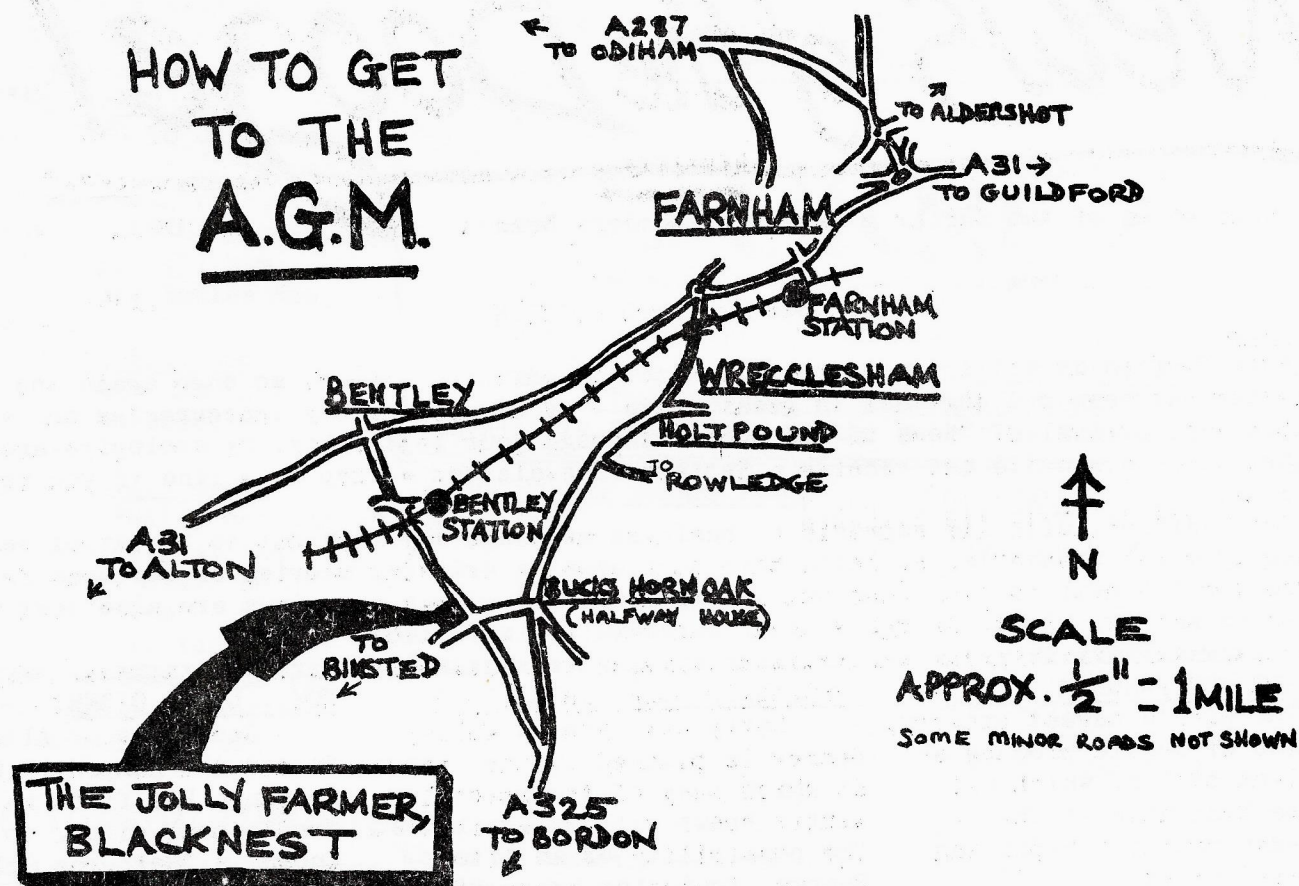 HOW TO GET
TO THE
A.G.M.
A287
TO ODIHAM
TO ALDERSHOT
A31
TO GUILDFORD
FARNHAM
FARNHAM
STATION
WRECCLESHAM
BENTLEY
HOLT POUND
TO
ROWLEDGE
BENTLEY
STATION
A31
TO ALTON
BUCKS HORN OAK
(HALFWAY HOUSE)
TO
BINSTED
N
SCALE
APPROX. 1/2" = 1 MILE
SOME MINOR ROADS NOT SHOWN
THE JOLLY FARMER,
BLACKNEST
A325
TO BORDON